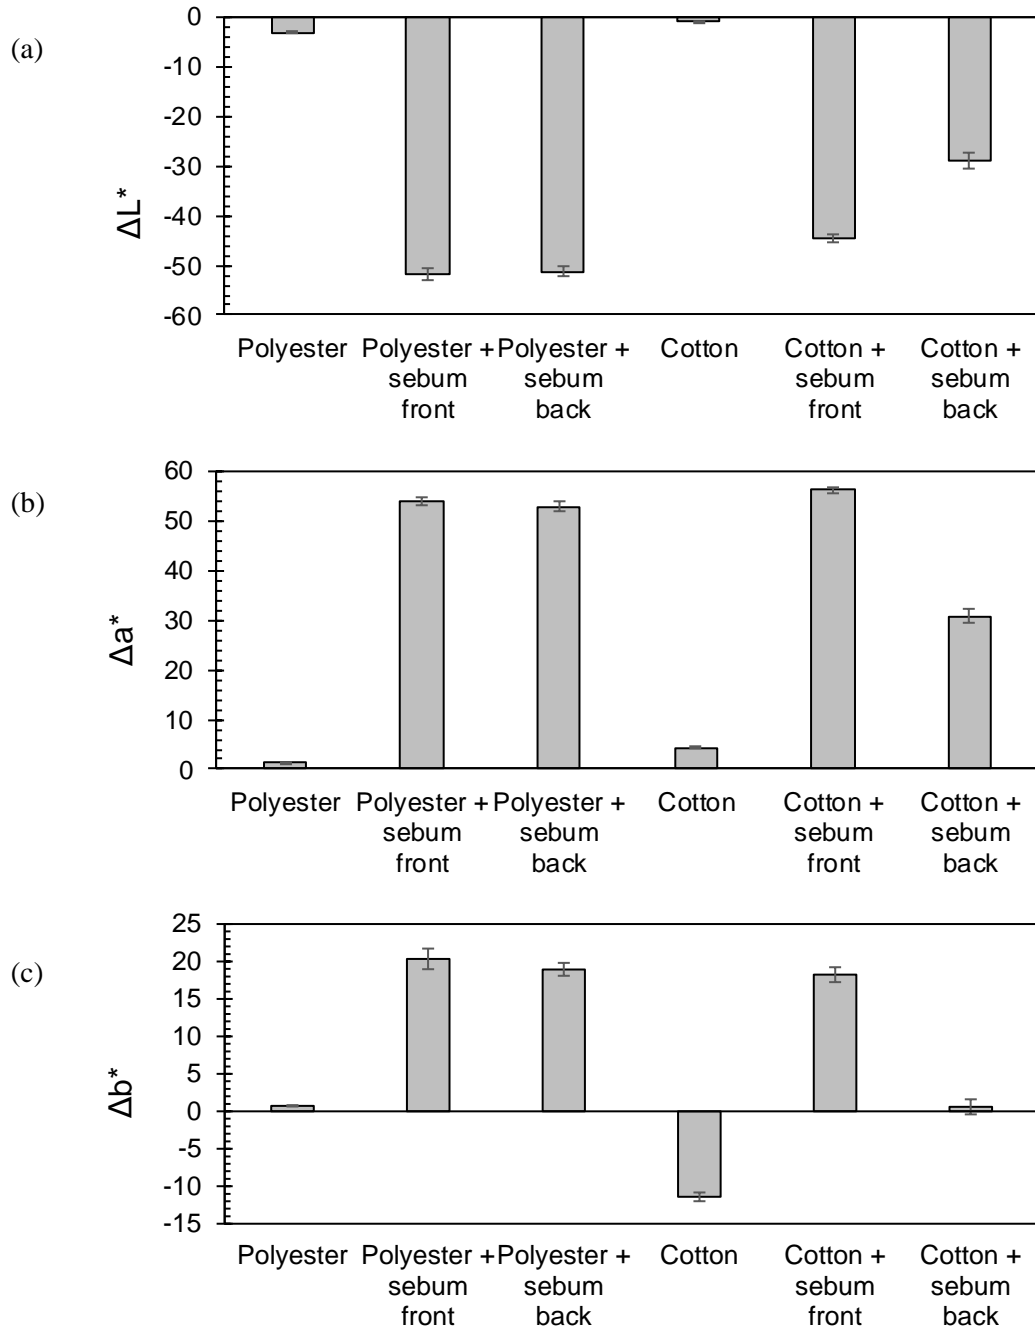 (a)
ΔL*
0
-10
-20
-30
-40
-50
-60
Polyester Polyester + Polyester + Cotton Cotton + Cotton +
sebum sebum sebum sebum
front back front back
(b)
Δa*
60
50
40
30
20
10
0
Polyester Polyester + Polyester + Cotton Cotton + Cotton +
sebum sebum sebum sebum
front back front back
(c)
Δb*
25
20
15
10
5
0
-5
-10
-15
Polyester Polyester + Polyester + Cotton Cotton + Cotton +
sebum sebum sebum sebum
front back front back